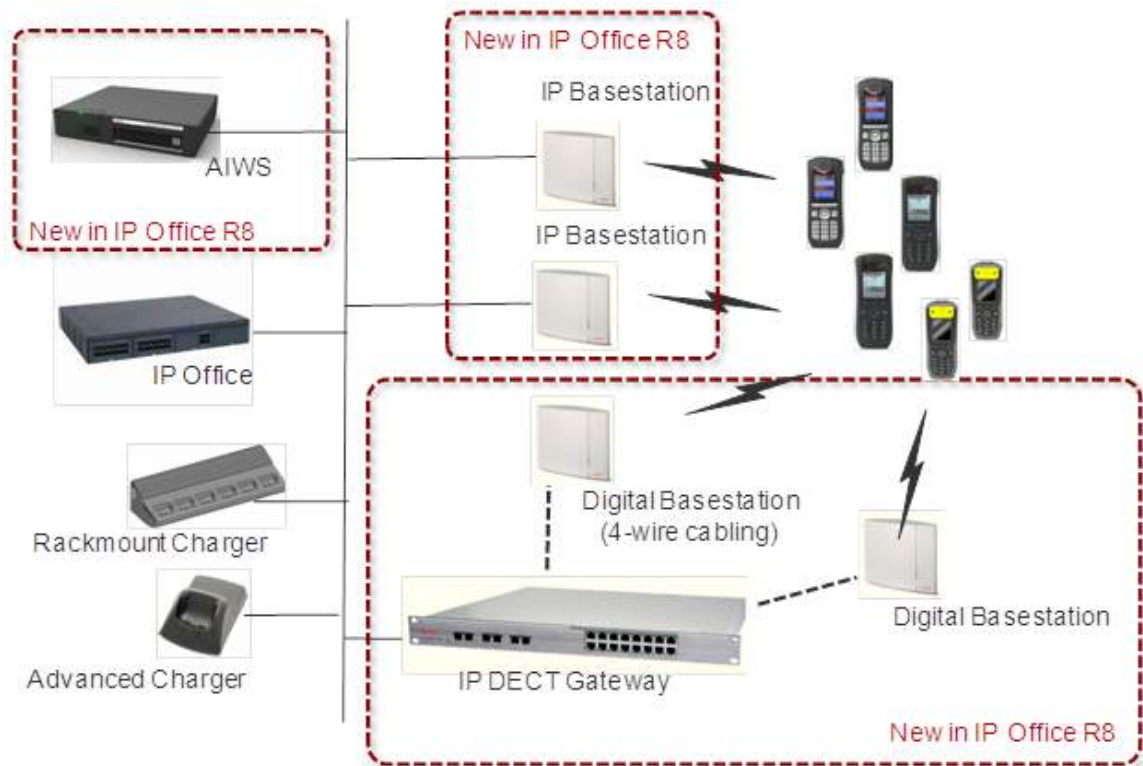 New in IP Office R8
IP Basestation
AIWS
New in IP Office R8
IP Basestation
IP Office
Digital Basestation
(4-wire cabling)
Rackmount Charger
Digital Basestation
Advanced Charger
IP DECT Gateway
New in IP Office R8